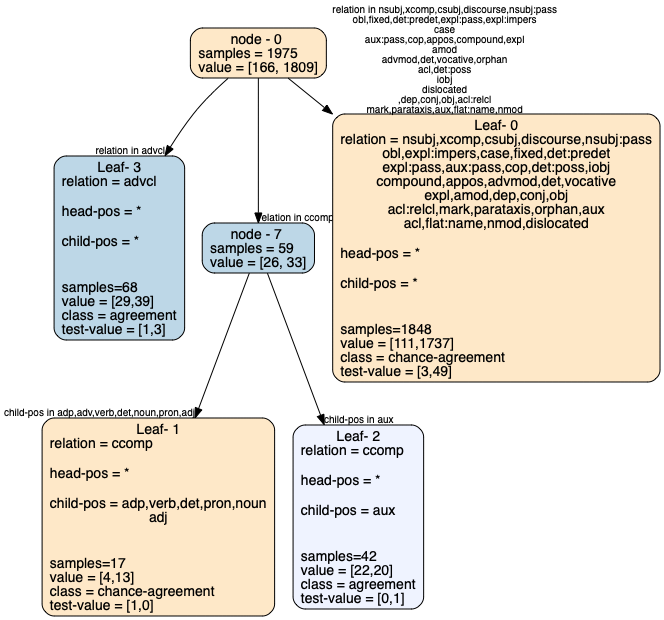 relation in nsubj,xcomp,csubj,discourse,nsubj:pass
obl,fixed,det:predet,expl:pass,expl:impers
case
aux:pass,cop,appos,compound,expl
amod
advmod,det,vocative,orphan
acl,det:poss
iobj
dislocated
,dep,conj,obj,acl:relcl
mark,parataxis,aux,flat:name,nmod
node - 0
samples = 1975
value = [166, 1809]
relation in advcl
Leaf- 3
relation = advcl
head-pos = *
child-pos = *
samples=68
value = [29,39]
class = agreement
test-value = [1,3]
relation in ccomp
node - 7
samples = 59
value = [26, 33]
Leaf- 0
relation = nsubj,xcomp,csubj,discourse,nsubj:pass
obl,expl:impers,case,fixed,det:predet
expl:pass,aux:pass,cop,det:poss,iobj
compound,appos,advmod,det,vocative
expl,amod,dep,conj,obj
acl:relcl,mark,parataxis,orphan,aux
acl,flat:name,nmod,dislocated
head-pos = *
child-pos = *
samples=1848
value = [111,1737]
class = chance-agreement
test-value = [3,49]
child-pos in adp,adv,verb,det,noun,pron,adj
Leaf- 1
relation = ccomp
head-pos = *
child-pos = adp,verb,det,pron,noun
adj
samples=17
value = [4,13]
class = chance-agreement
test-value = [1,0]
child-pos in aux
Leaf- 2
relation = ccomp
head-pos = *
child-pos = aux
samples=42
value = [22,20]
class = agreement
test-value = [0,1]